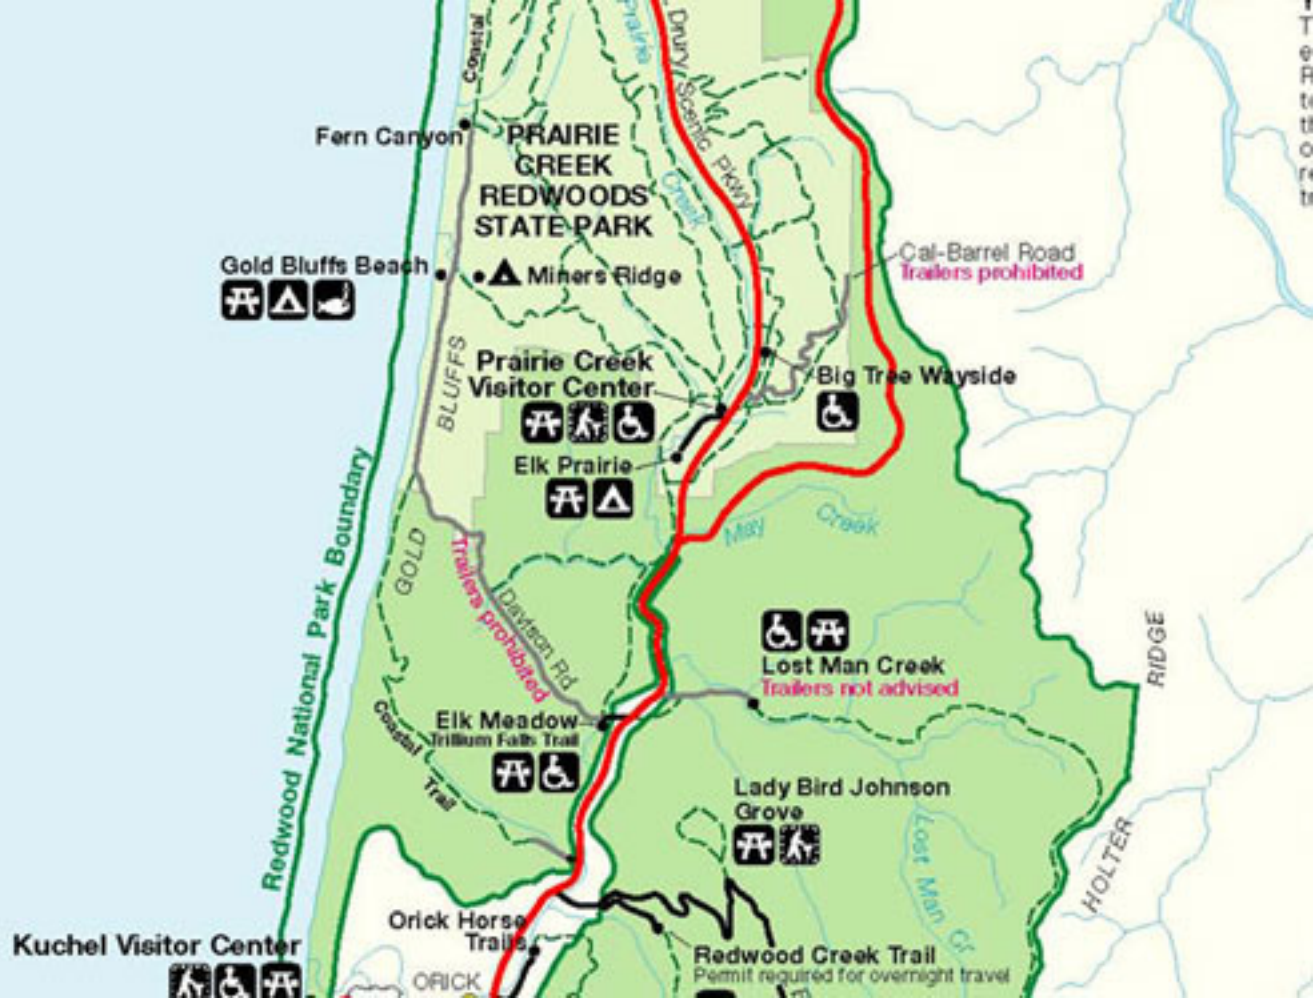 Coastal
Prairie
Creek
Drury Scenic Pkwy
Fern Canyon
PRAIRIE
CREEK
REDWOODS
STATE PARK
Cal-Barrel Road
Trailers prohibited
Gold Bluffs Beach
Miners Ridge
Prairie Creek
Visitor Center
Big Tree Wayside
Elk Prairie
GOLD BLUFFS
May Creek
Redwood National Park Boundary
Trailers prohibited
Davison Rd
RIDGE
Lost Man Creek
Trailers not advised
Elk Meadow
Trillium Falls Trail
Coastal Trail
Lady Bird Johnson
Grove
Lost Man Cr
HOLTER
Orick Horse
Trails
Kuchel Visitor Center
Redwood Creek Trail
Permit required for overnight travel
ORICK